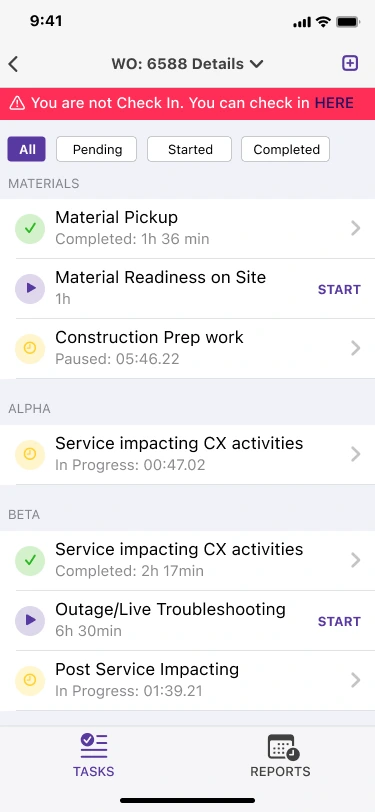 9:41
WO: 6588 Details
You are not Check In. You can check in HERE
All Pending Started Completed
MATERIALS
Material Pickup
Completed: 1h 36 min
Material Readiness on Site
START
1h
Construction Prep work
Paused: 05:46.22
ALPHA
Service impacting CX activities
In Progress: 00:47.02
BETA
Service impacting CX activities
Completed: 2h 17min
Outage/Live Troubleshooting
START
6h 30min
Post Service Impacting
In Progress: 01:39.21
TASKS REPORTS